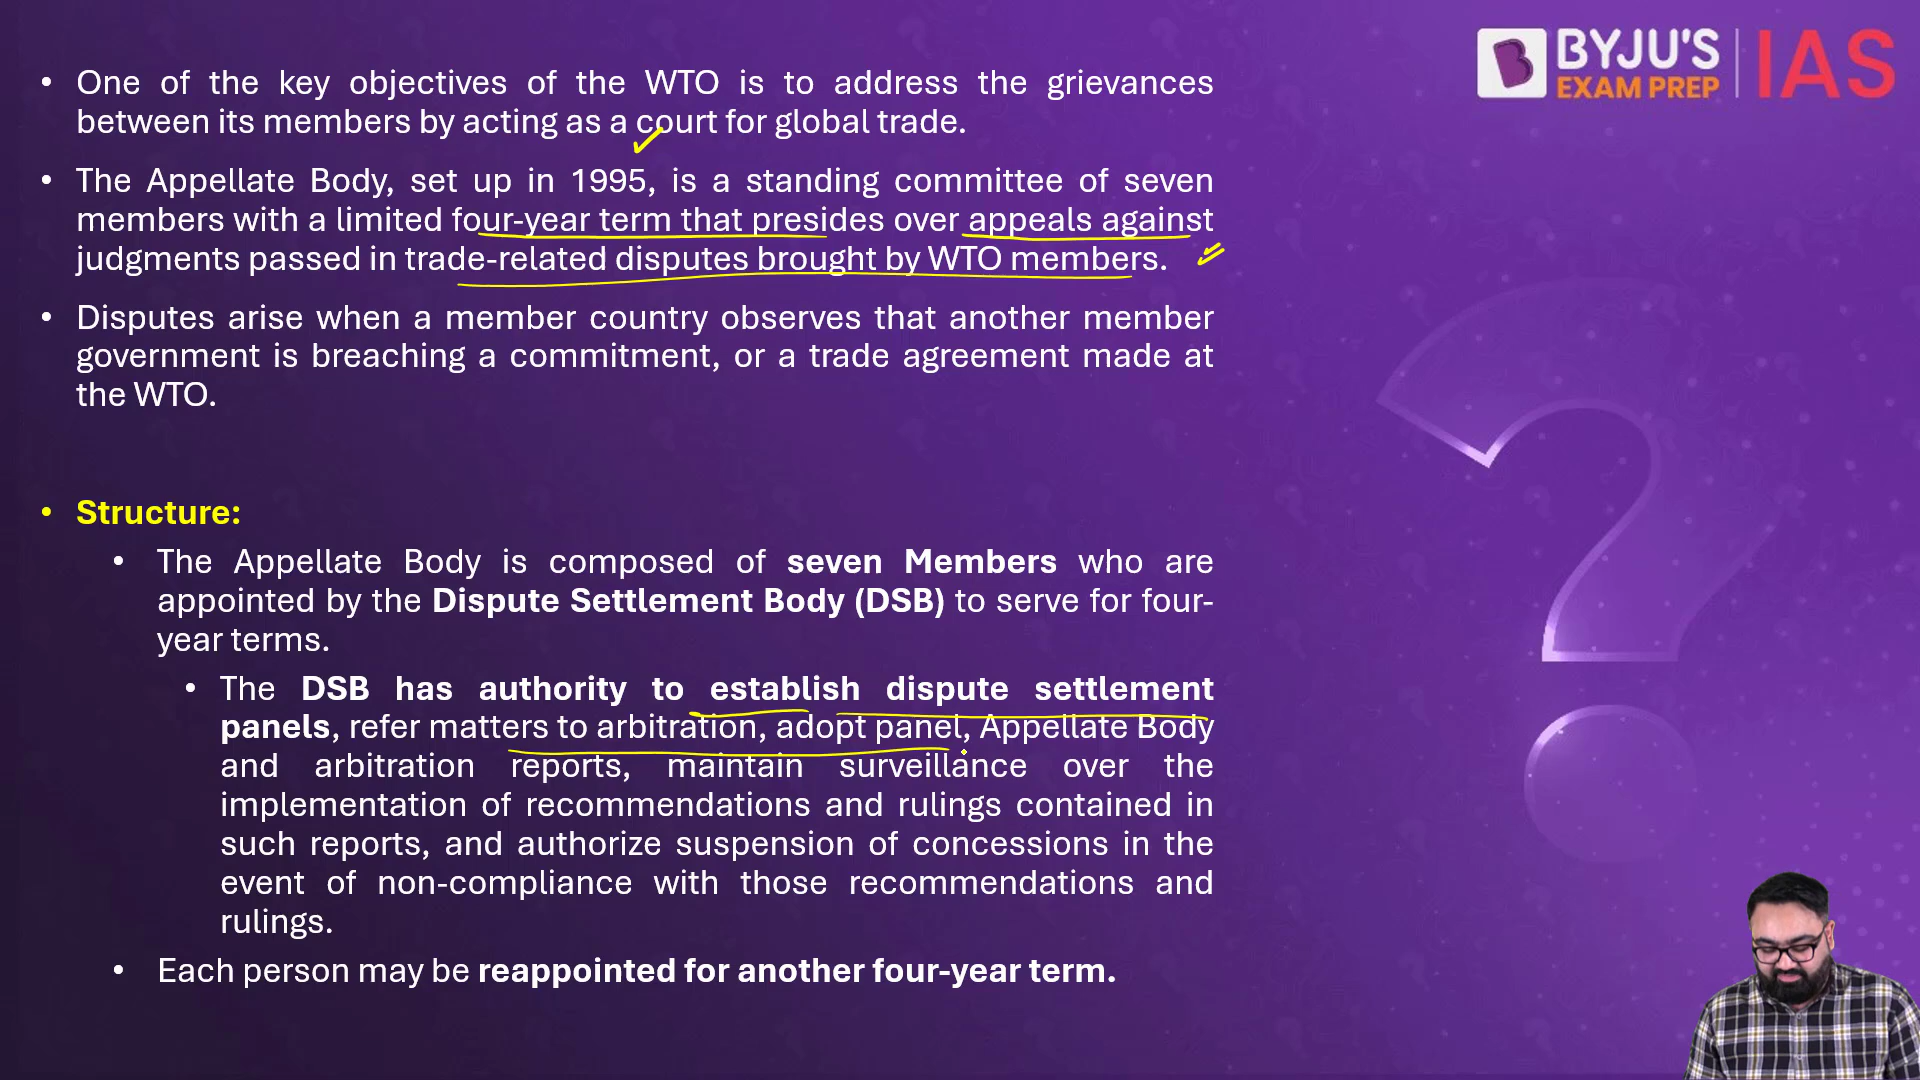 BYJU'S IAS
EXAM PREP
• One of the key objectives of the WTO is to address the grievances
between its members by acting as a court for global trade.
• The Appellate Body, set up in 1995, is a standing committee of seven
members with a limited four-year term that presides over appeals against
judgments passed in trade-related disputes brought by WTO members.
• Disputes arise when a member country observes that another member
government is breaching a commitment, or a trade agreement made at
the WTO.
• Structure:
• The Appellate Body is composed of seven Members who are
appointed by the Dispute Settlement Body (DSB) to serve for four-
year terms.
• The DSB has authority to establish dispute settlement
panels, refer matters to arbitration, adopt panel, Appellate Body
and arbitration reports, maintain surveillance over the
implementation of recommendations and rulings contained in
such reports, and authorize suspension of concessions in the
event of non-compliance with those recommendations and
rulings.
• Each person may be reappointed for another four-year term.